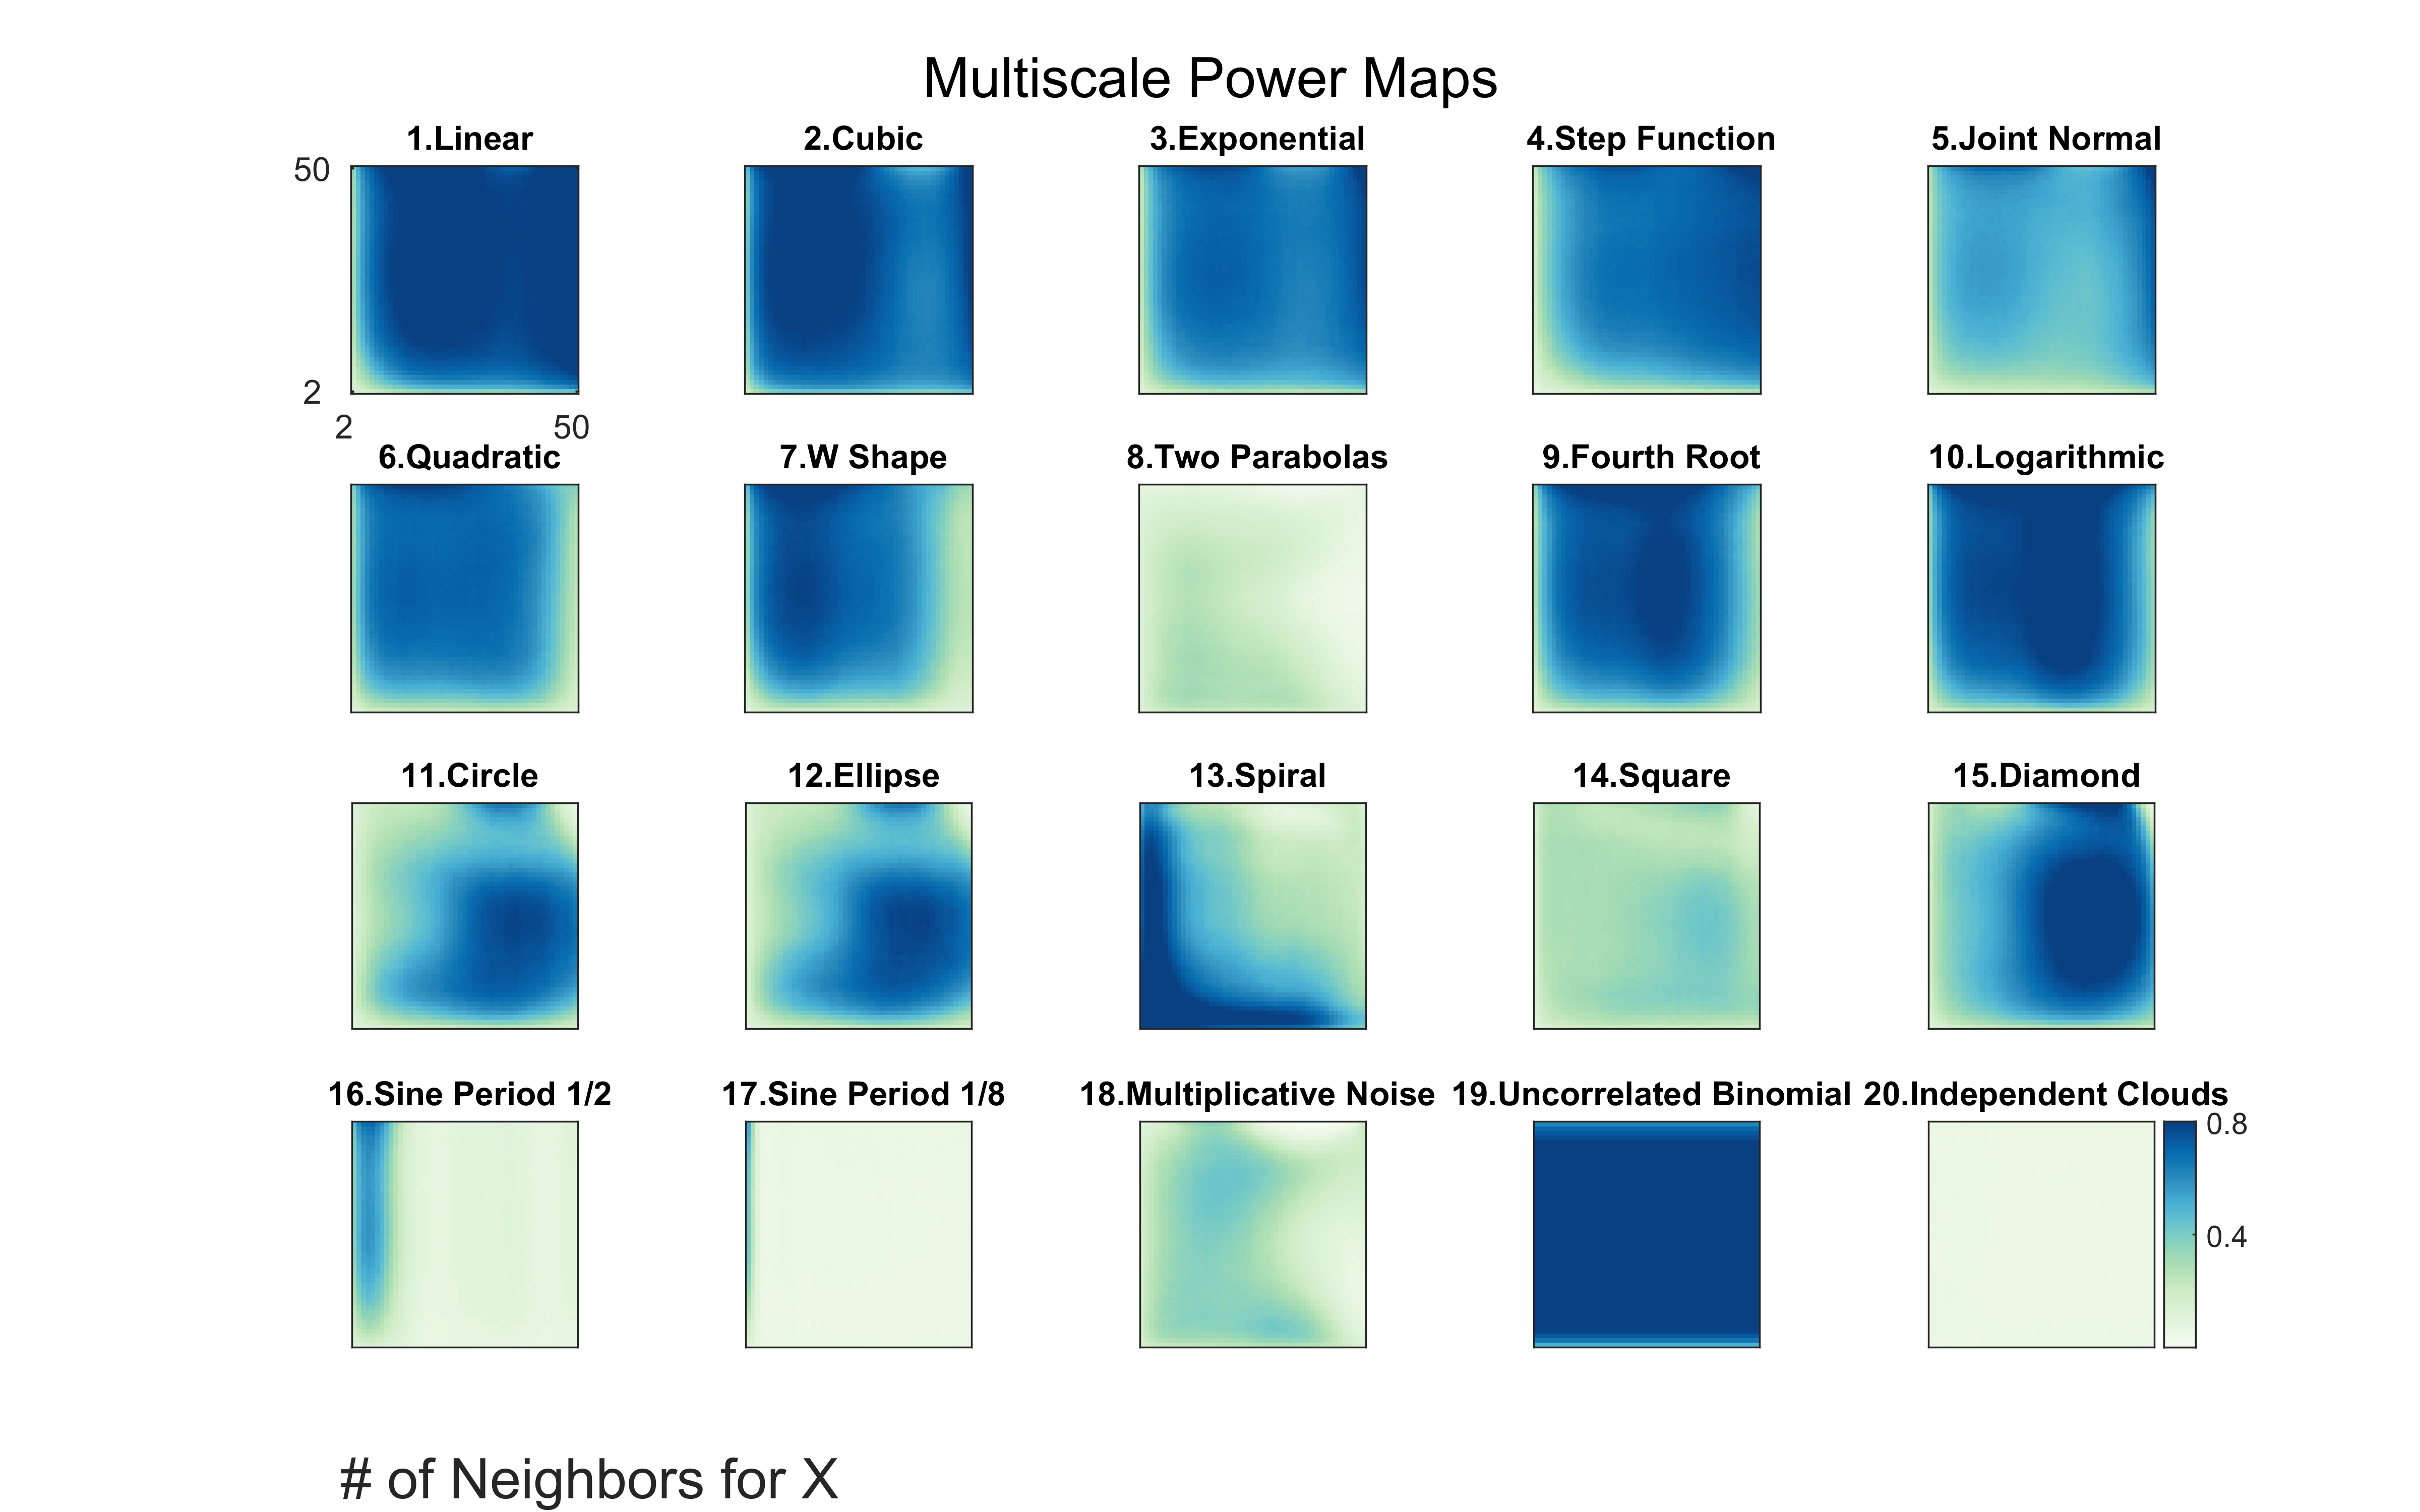 Multiscale Power Maps
1.Linear 2.Cubic 3.Exponential 4.Step Function 5.Joint Normal
50
2
2 50
6.Quadratic 7.W Shape 8.Two Parabolas 9.Fourth Root 10.Logarithmic
11.Circle 12.Ellipse 13.Spiral 14.Square 15.Diamond
16.Sine Period 1/2 17.Sine Period 1/8 18.Multiplicative Noise 19.Uncorrelated Binomial 20.Independent Clouds
0.8
0.4
# of Neighbors for X